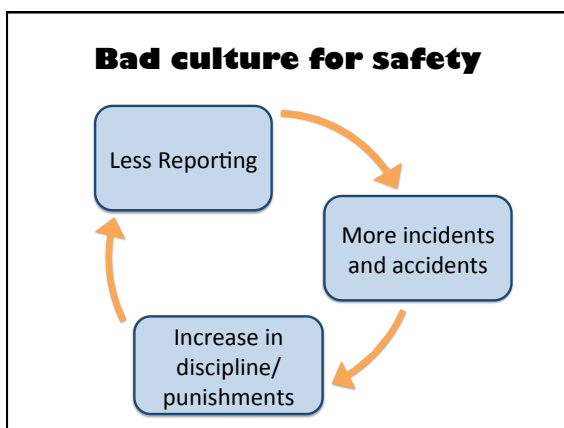 Bad culture for safety
Less Reporting
More incidents
and accidents
Increase in
discipline/
punishments